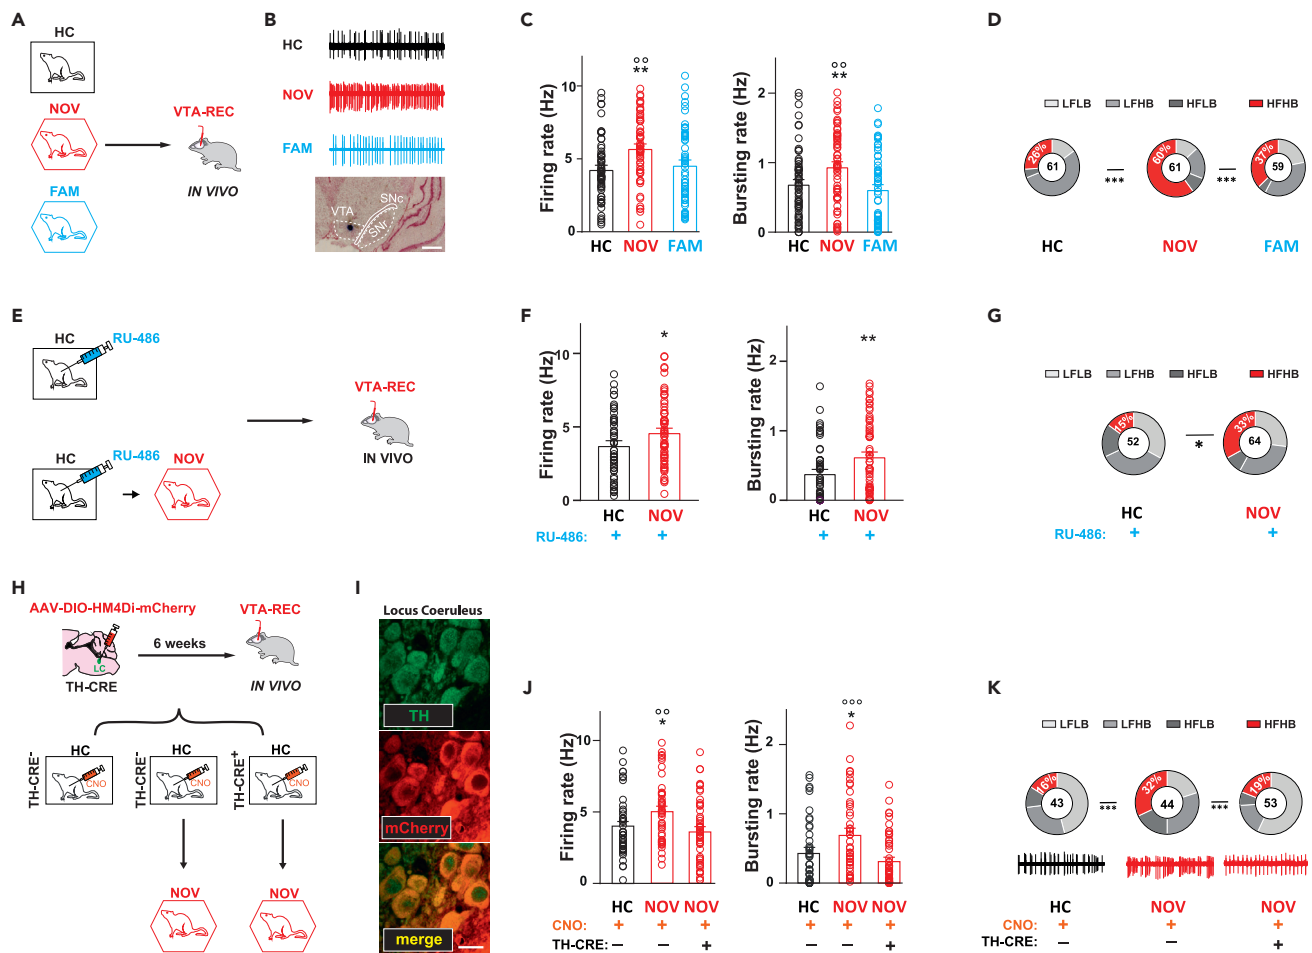 A
HC
NOV
FAM
VTA-REC
IN VIVO
B
HC
NOV
FAM
VTA
SNc
SNr
C
Firing rate (Hz)
10
5
0
HC NOV FAM
°°
**
Bursting rate (Hz)
2
1
0
HC NOV FAM
°°
**
D
LFLB LFHB HFLB HFHB
26%
61
***
60%
61
***
37%
59
HC NOV FAM
E
HC
RU-486
HC
RU-486
NOV
VTA-REC
IN VIVO
F
Firing rate (Hz)
10
5
0
*
HC NOV
RU-486: + +
Bursting rate (Hz)
2
1
0
**
HC NOV
+ +
G
LFLB LFHB HFLB HFHB
15%
52
*
33%
64
HC NOV
RU-486: + +
H
AAV-DIO-HM4Di-mCherry
VTA-REC
6 weeks
LC
TH-CRE
IN VIVO
TH-CRE-
HC
CNO
TH-CRE-
HC
CNO
TH-CRE+
HC
CNO
NOV
NOV
I
Locus Coeruleus
TH
mCherry
merge
J
Firing rate (Hz)
10
5
0
°°
*
HC NOV NOV
CNO: + + +
TH-CRE: – – +
Bursting rate (Hz)
2
1
0
°°°
*
HC NOV NOV
+ + +
– – +
K
LFLB LFHB HFLB HFHB
16%
43
***
32%
44
***
19%
53
HC NOV NOV
CNO: + + +
TH-CRE: – – +